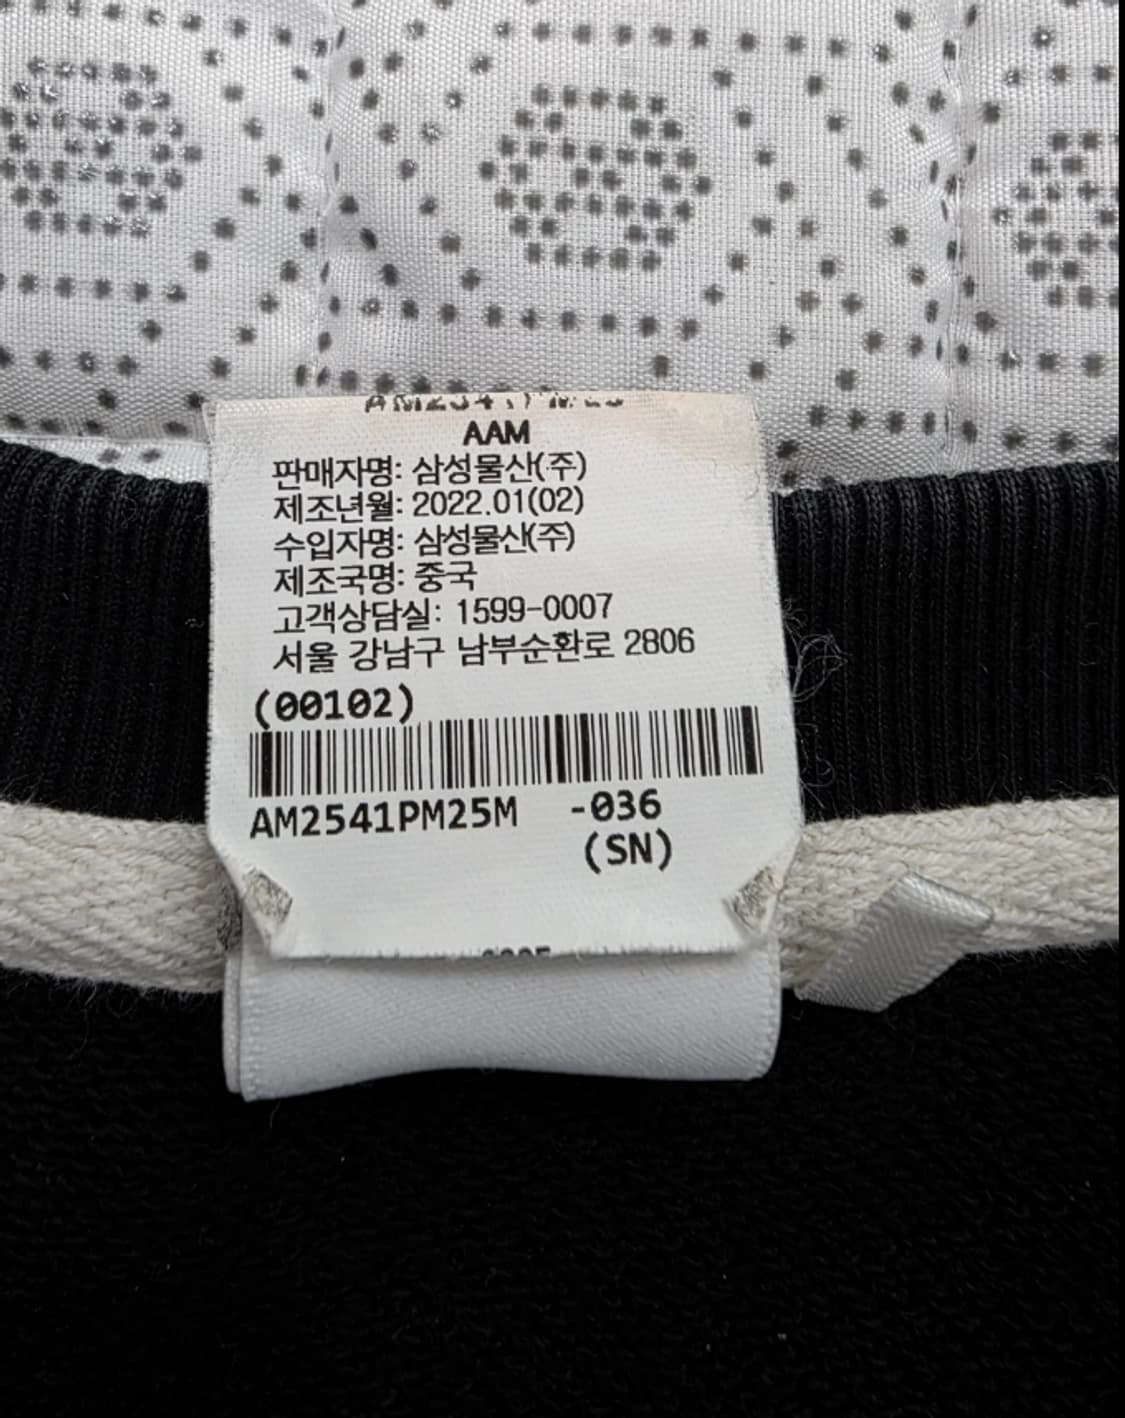 AAM
판매자명: 삼성물산(주)
제조년월: 2022.01(02)
수입자명: 삼성물산(주)
제조국명: 중국
고객상담실: 1599-0007
서울 강남구 남부순환로 2806
(00102)
AM2541PM25M -036
(SN)